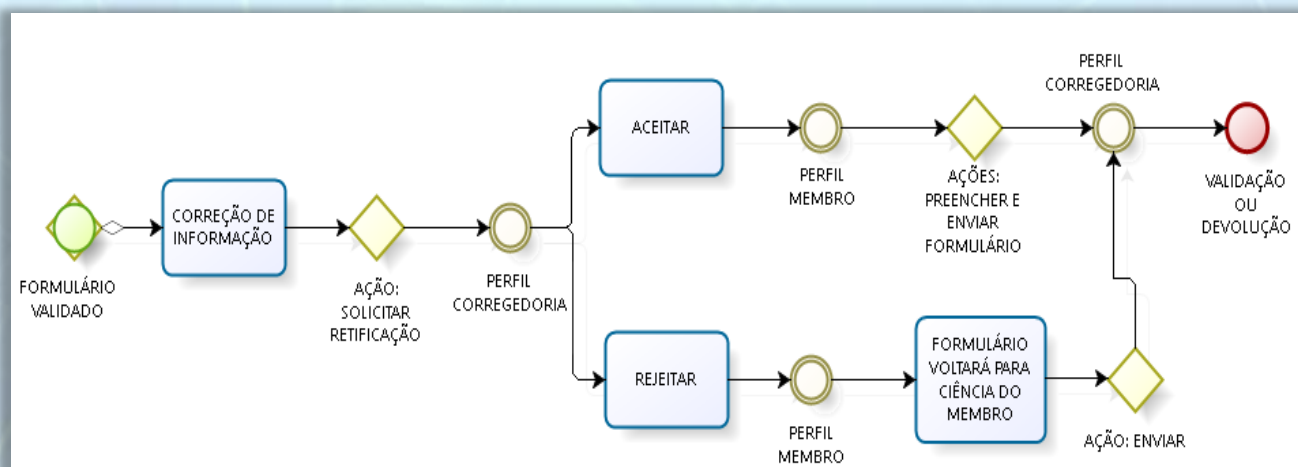 FORMULÁRIO
VALIDADO
CORREÇÃO DE
INFORMAÇÃO
AÇÃO:
SOLICITAR
RETIFICAÇÃO
PERFIL
CORREGEDORIA
ACEITAR
PERFIL
MEMBRO
AÇÕES:
PREENCHER E
ENVIAR
FORMULÁRIO
PERFIL
CORREGEDORIA
VALIDAÇÃO
OU
DEVOLUÇÃO
REJEITAR
PERFIL
MEMBRO
FORMULÁRIO
VOLTARÁ PARA
CIÊNCIA DO
MEMBRO
AÇÃO: ENVIAR